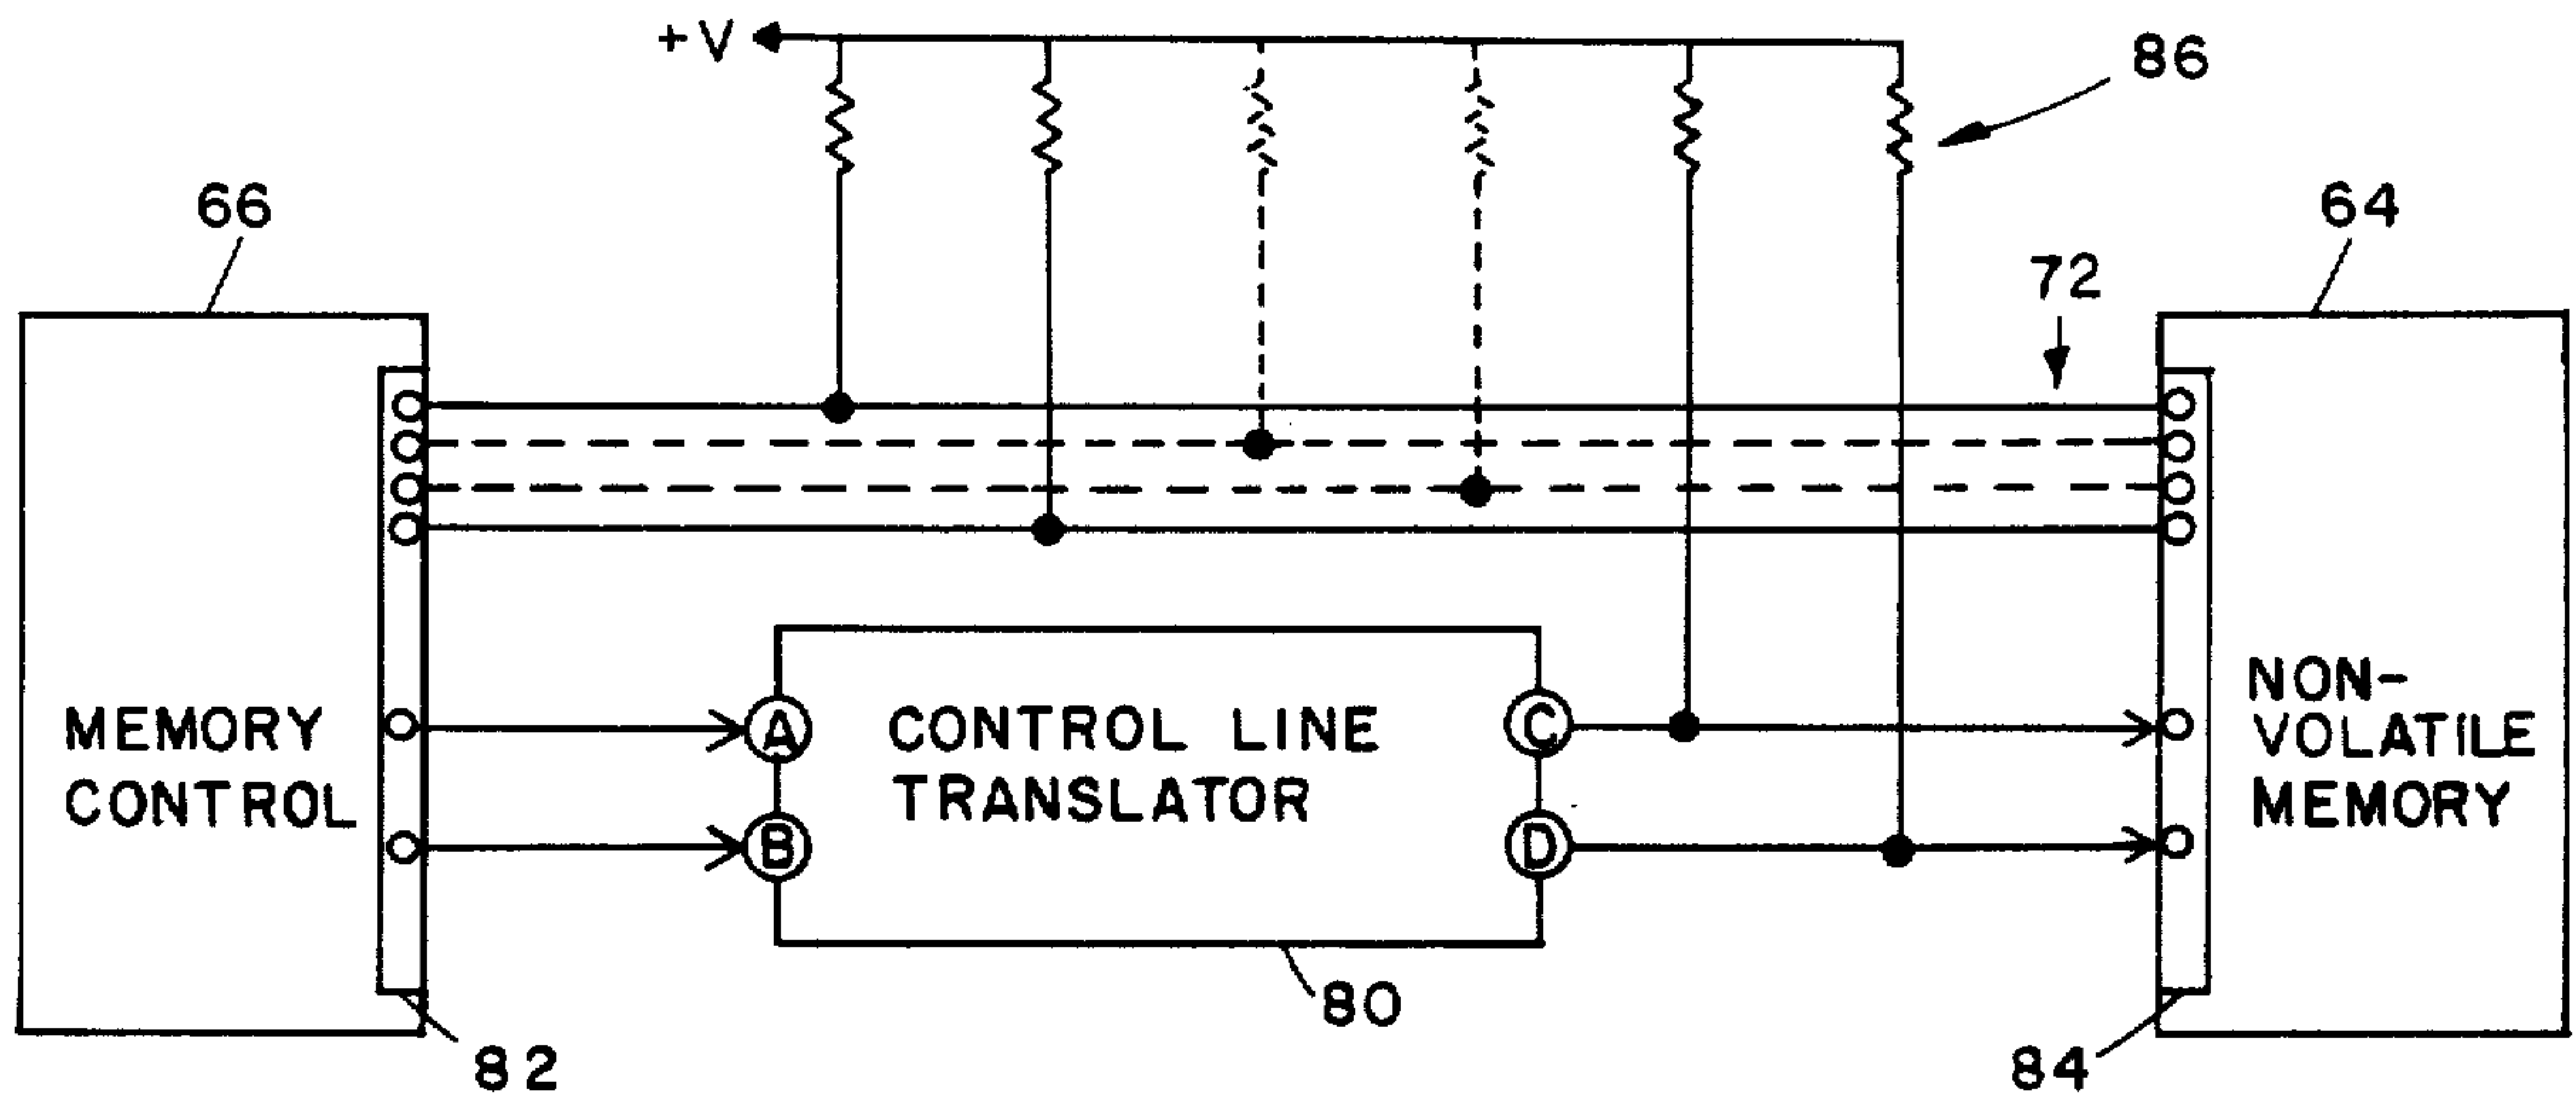 +V
86
66
64
72
MEMORY
CONTROL
A
B
CONTROL LINE
TRANSLATOR
C
D
NON-
VOLATILE
MEMORY
80
82
84